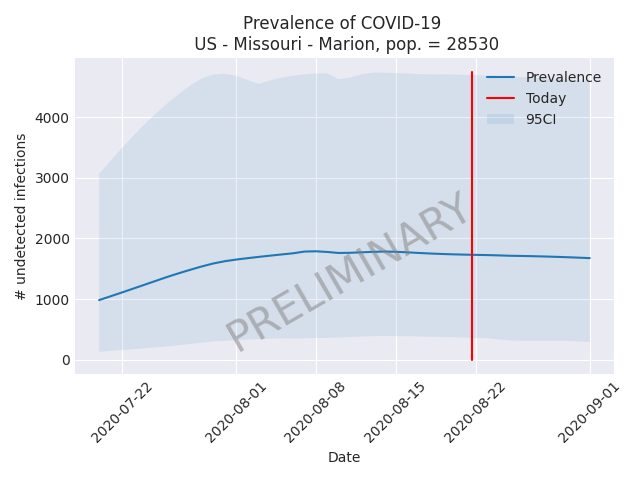 Prevalence of COVID-19
US - Missouri - Marion, pop. = 28530
Prevalence
Today
95CI
# undetected infections
4000
3000
2000
1000
0
PRELIMINARY
2020-07-22
2020-08-01
2020-08-08
2020-08-15
2020-08-22
2020-09-01
Date